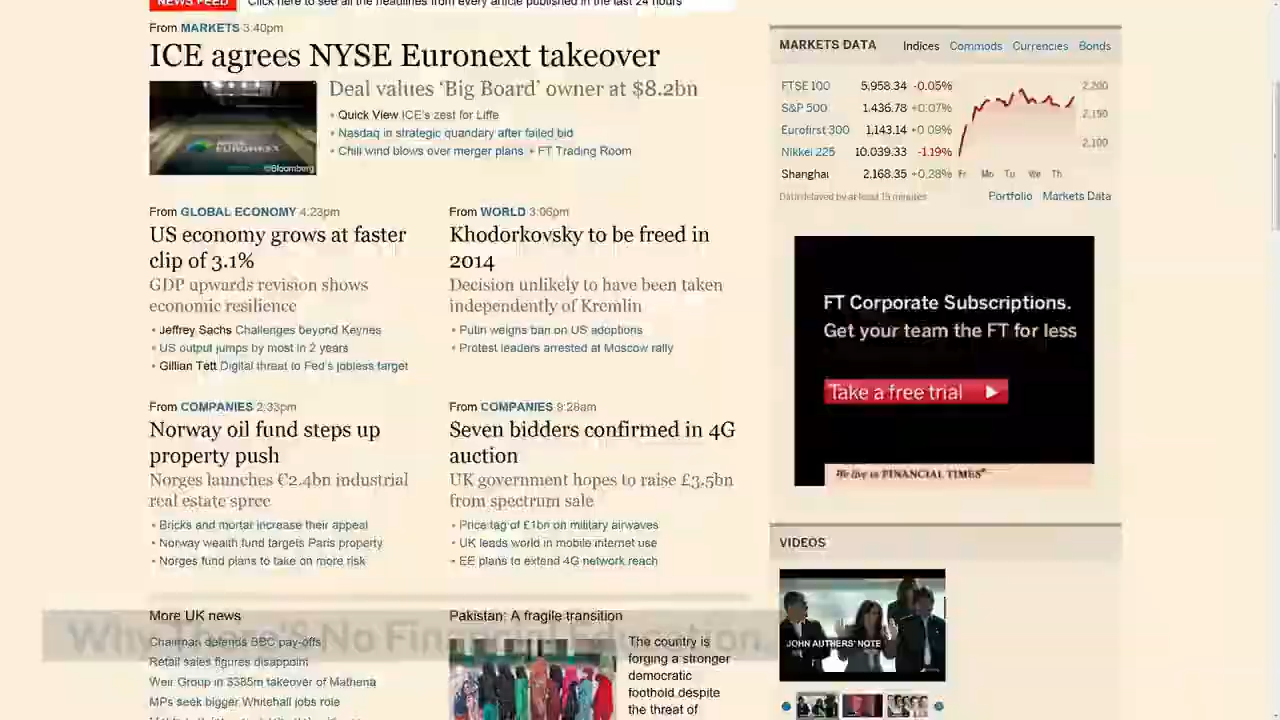 NEWS FEED Click here to see all the headlines from every article published in the last 24 hours
From MARKETS 3:40pm
ICE agrees NYSE Euronext takeover
Deal values 'Big Board' owner at $8.2bn
• Quick View ICE's zest for Liffe
• Nasdaq in strategic quandary after failed bid
• Chill wind blows over merger plans • FT Trading Room
EURONEXT
©Bloomberg
From GLOBAL ECONOMY 4:23pm
US economy grows at faster
clip of 3.1%
GDP upwards revision shows
economic resilience
• Jeffrey Sachs Challenges beyond Keynes
• US output jumps by most in 2 years
• Gillian Tett Digital threat to Fed's jobless target
From WORLD 3:06pm
Khodorkovsky to be freed in
2014
Decision unlikely to have been taken
independently of Kremlin
• Putin weighs ban on US adoptions
• Protest leaders arrested at Moscow rally
From COMPANIES 2:33pm
Norway oil fund steps up
property push
Norges launches €2.4bn industrial
real estate spree
• Bricks and mortar increase their appeal
• Norway wealth fund targets Paris property
• Norges fund plans to take on more risk
From COMPANIES 9:28am
Seven bidders confirmed in 4G
auction
UK government hopes to raise £3.5bn
from spectrum sale
• Price tag of £1bn on military airwaves
• UK leads world in mobile internet use
• EE plans to extend 4G network reach
More UK news
Chairman defends BBC pay-offs
Retail sales figures disappoint
Weir Group in $385m takeover of Mathena
MPs seek bigger Whitehall jobs role
Pakistan: A fragile transition
The country is
forging a stronger
democratic
foothold despite
the threat of
No
MARKETS DATA Indices Commods Currencies Bonds
FTSE 100 5,958.34 -0.05%
S&P 500 1,436.78 +0.07%
Eurofirst 300 1,143.14 +0.09%
Nikkei 225 10,039.33 -1.19%
Shanghai 2,168.35 +0.28%
2,200
2,150
2,100
Fr Mo Tu We Th
Data delayed by at least 15 minutes
Portfolio Markets Data
FT Corporate Subscriptions.
Get your team the FT for less
Take a free trial
We live in FINANCIAL TIMES®
VIDEOS
JOHN AUTHERS' NOTE